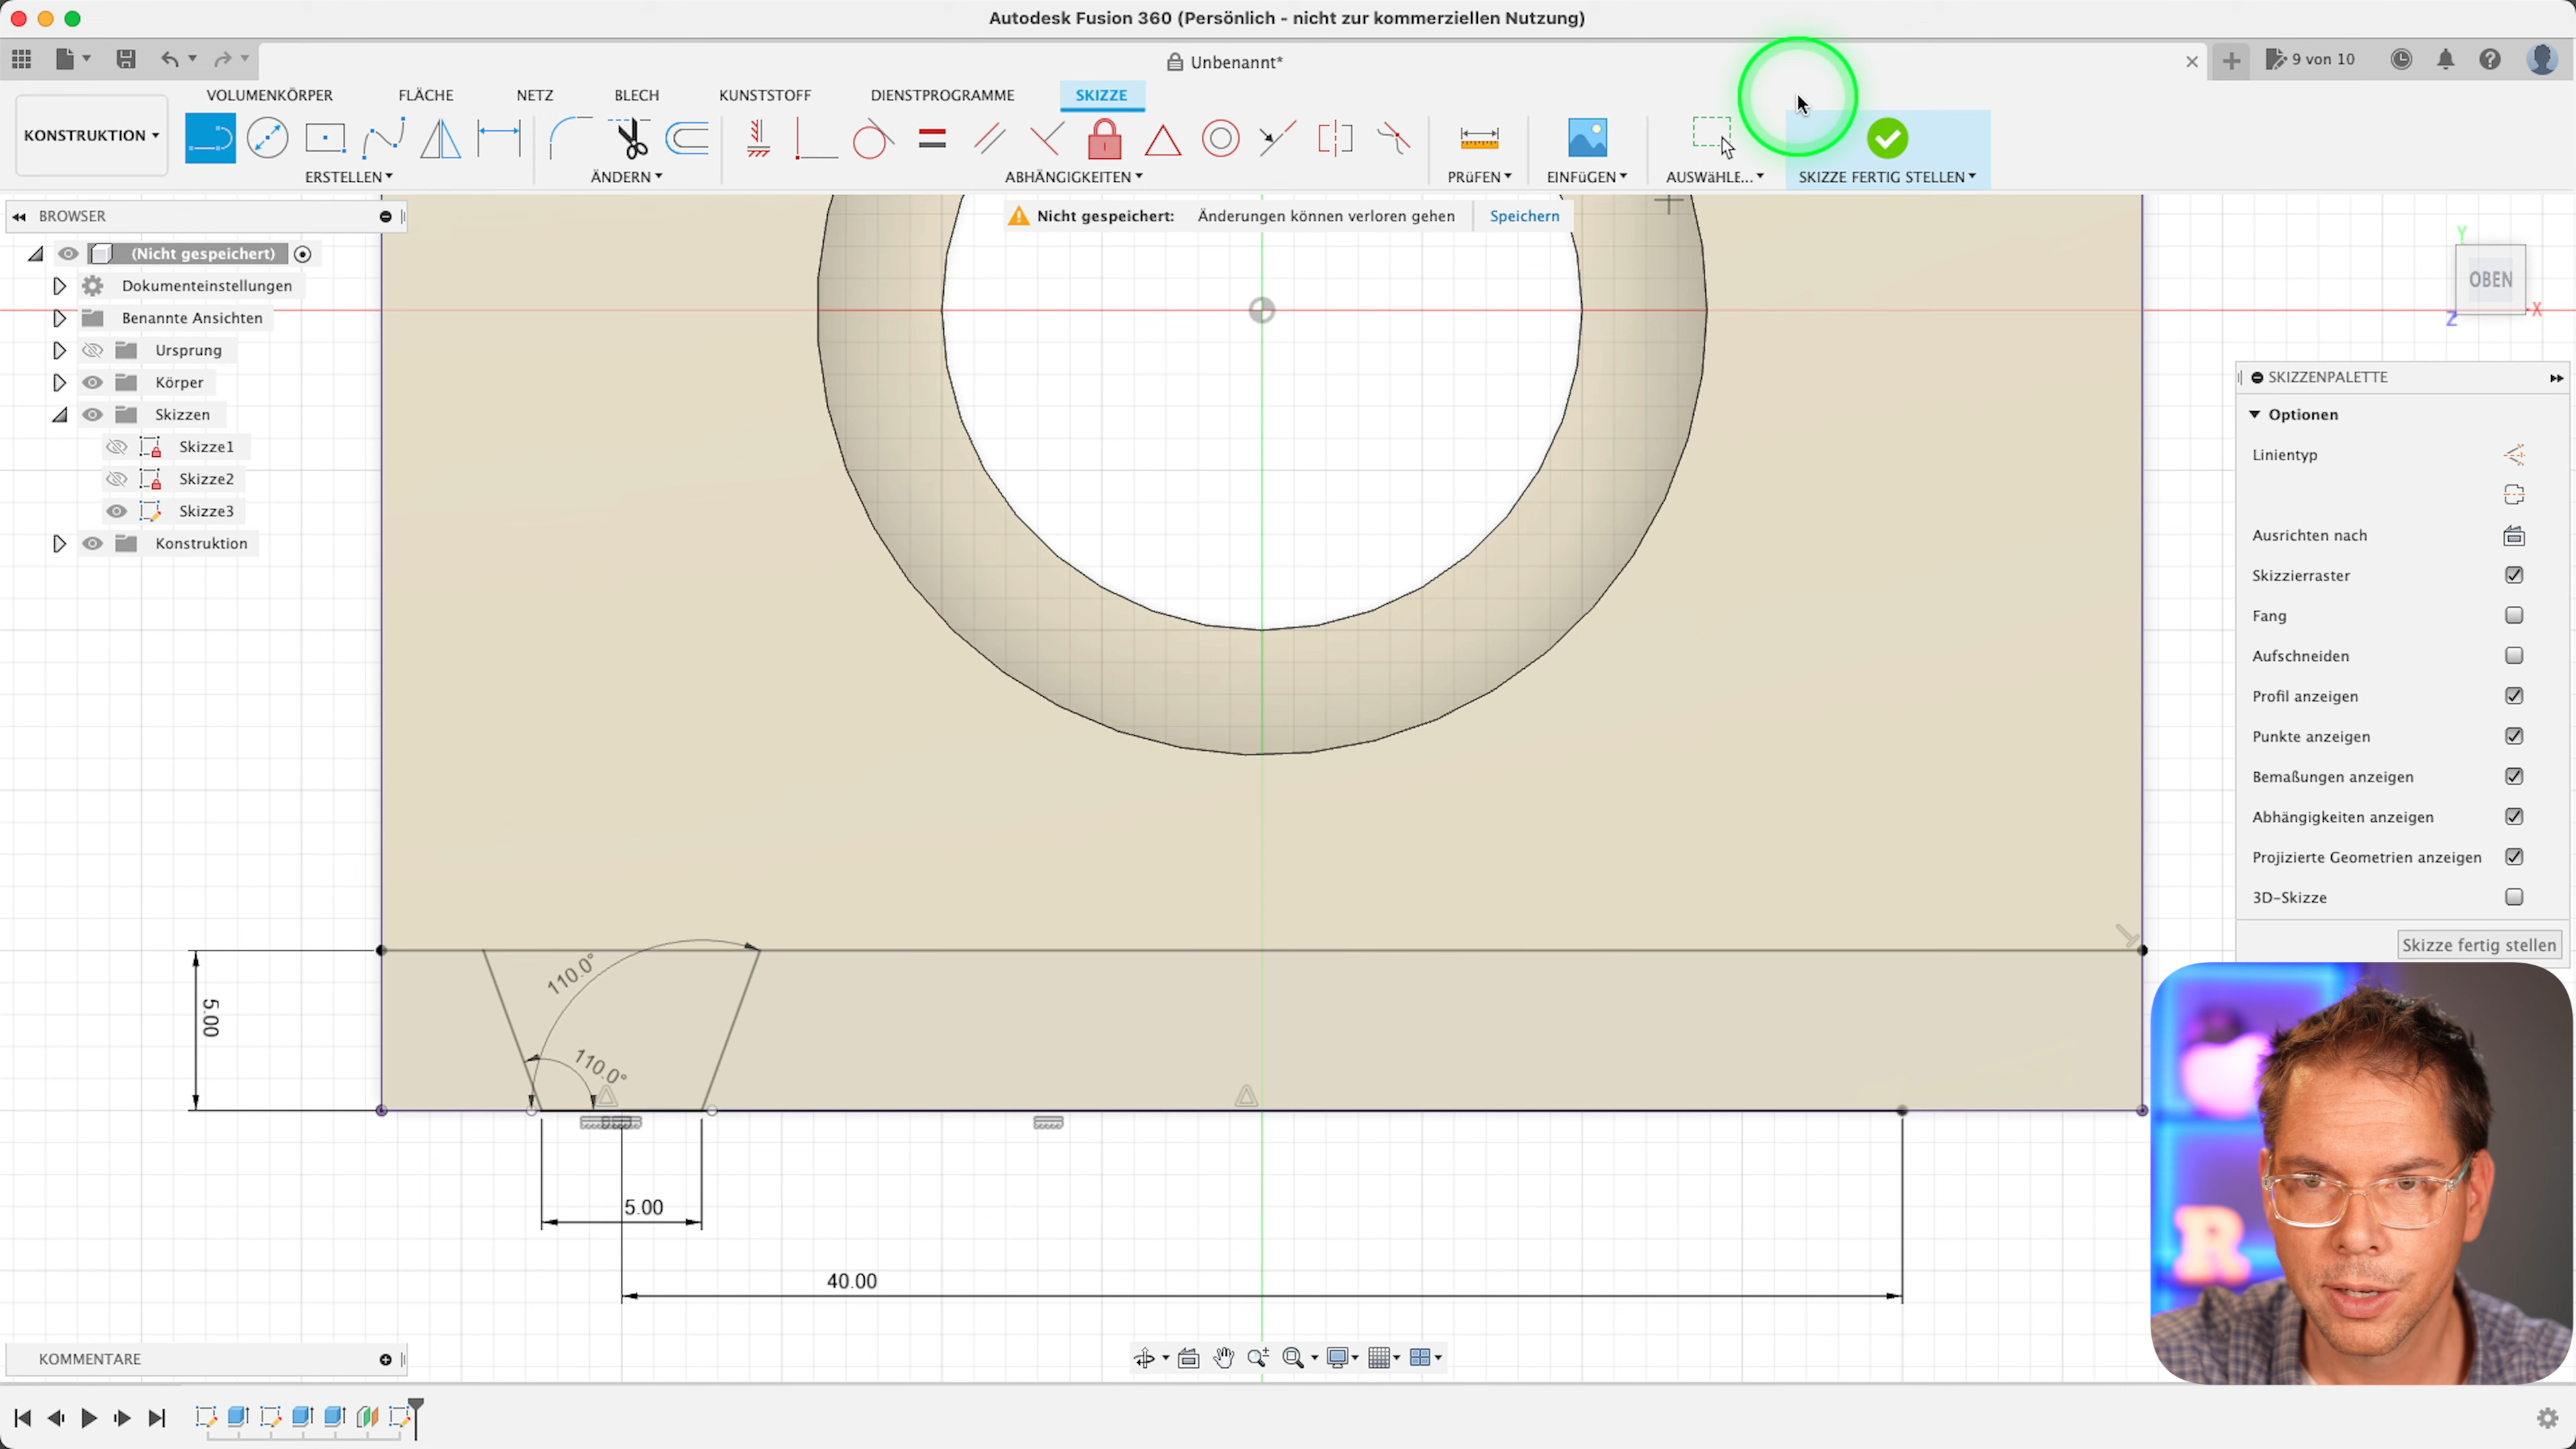 Autodesk Fusion 360 (Persönlich - nicht zur kommerziellen Nutzung)
Unbenannt*
9 von 10
VOLUMENKÖRPER FLÄCHE NETZ BLECH KUNSTSTOFF DIENSTPROGRAMME SKIZZE
KONSTRUKTION
ERSTELLEN ÄNDERN ABHÄNGIGKEITEN PRüFEN EINFüGEN AUSWäHLE... SKIZZE FERTIG STELLEN
BROWSER
Nicht gespeichert: Änderungen können verloren gehen Speichern
(Nicht gespeichert)
Dokumenteinstellungen
Benannte Ansichten
Ursprung
Körper
Skizzen
Skizze1
Skizze2
Skizze3
Konstruktion
Y
OBEN
X
Z
SKIZZENPALETTE
Optionen
Linientyp
Ausrichten nach
Skizzierraster
Fang
Aufschneiden
Profil anzeigen
Punkte anzeigen
Bemaßungen anzeigen
Abhängigkeiten anzeigen
Projizierte Geometrien anzeigen
3D-Skizze
Skizze fertig stellen
110.0°
110.0°
5.00
5.00
40.00
R
KOMMENTARE